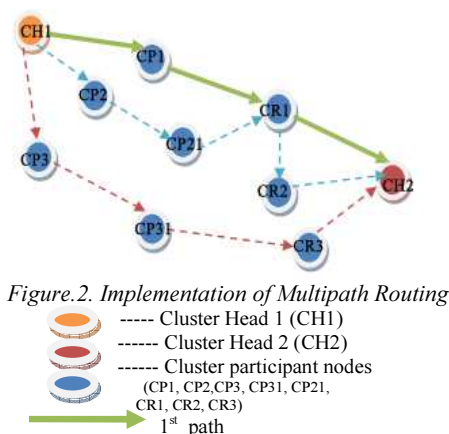 CH1
CP1
CP2
CR1
CP21
CP3
CR2
CH2
CP31
CR3
Figure.2. Implementation of Multipath Routing
----- Cluster Head 1 (CH1)
------ Cluster Head 2 (CH2)
------ Cluster participant nodes
(CP1, CP2,CP3, CP31, CP21,
CR1, CR2, CR3)
1st path